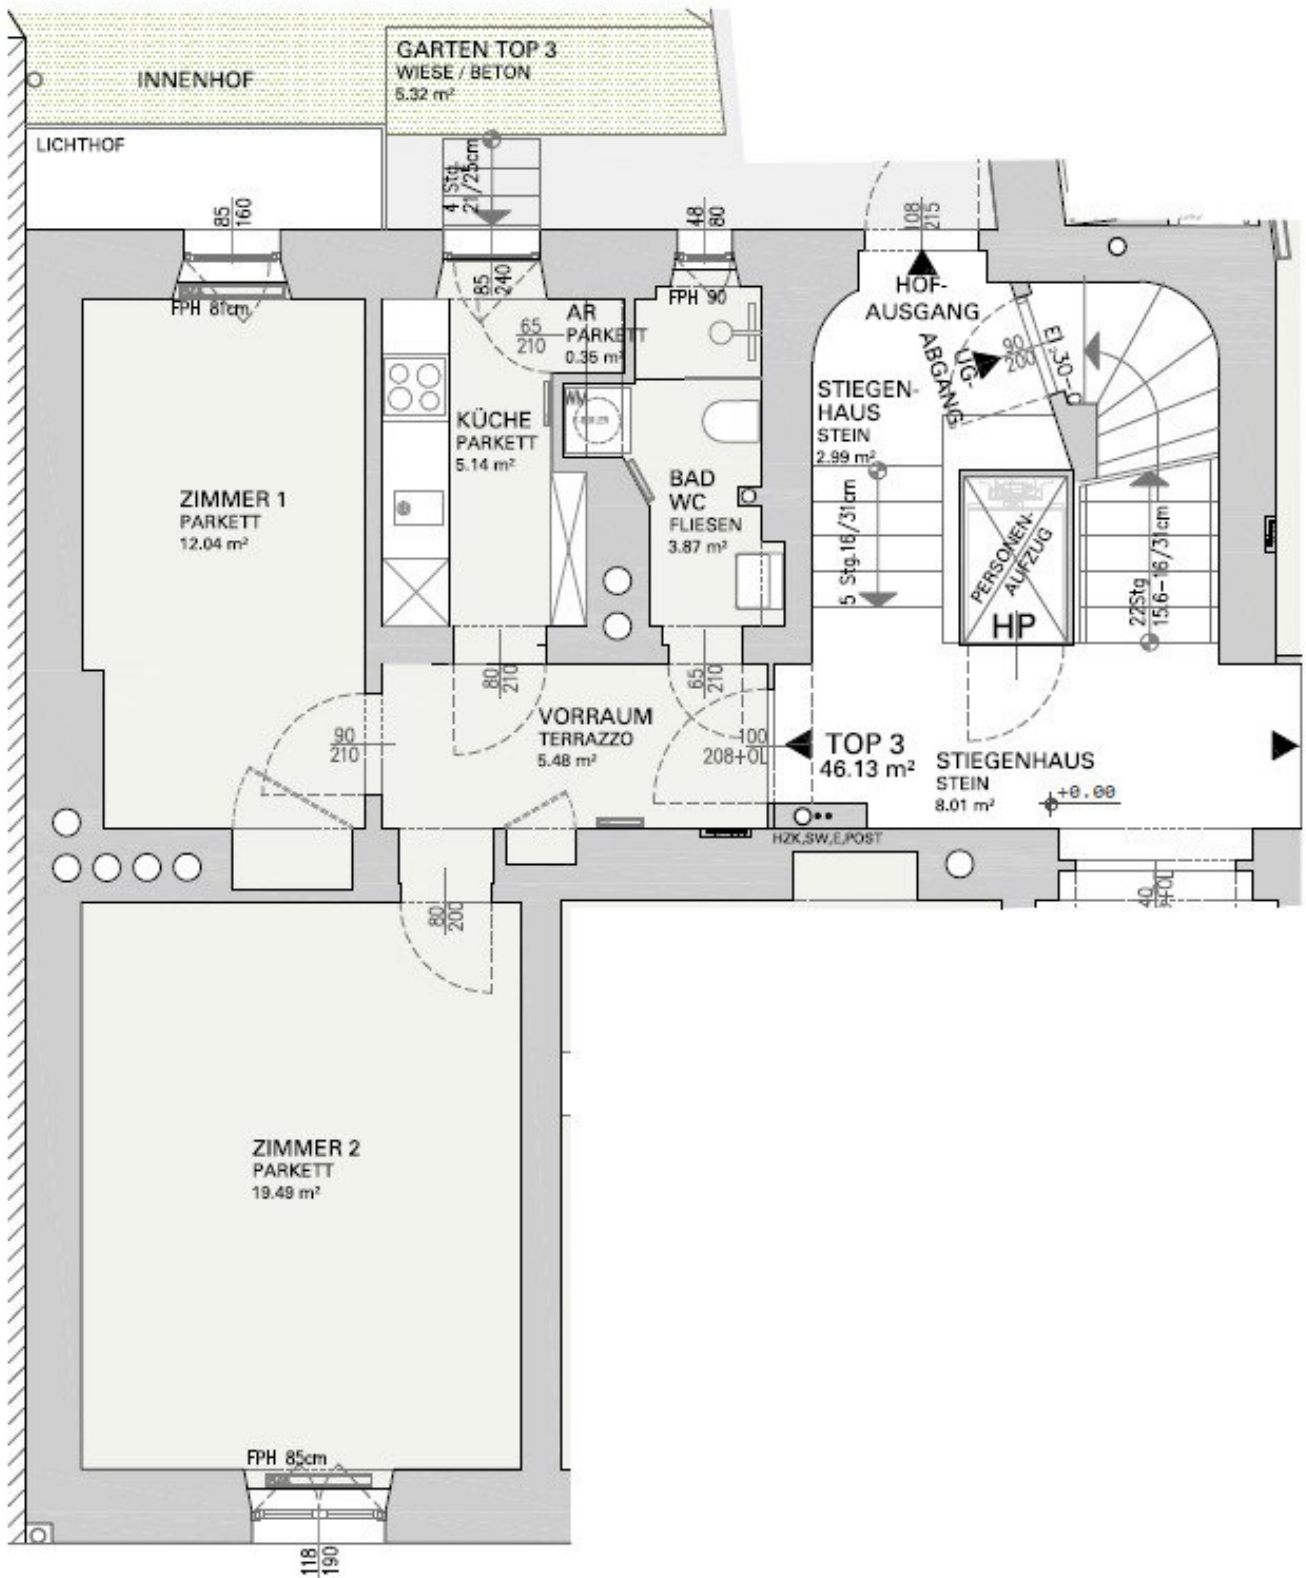 INNENHOF
GARTEN TOP 3
WIESE / BETON
5.32 m²
LICHTHOF
85
160
4 Stg.
21/25cm
48
80
108
215
FPH 81cm
85
240
FPH 90
HOF-
AUSGANG
AR
PARKETT
0.35 m²
65
210
UG-
ABGANG
90
200
EI₂30-C
WM
STIEGEN-
HAUS
STEIN
2.99 m²
KÜCHE
PARKETT
5.14 m²
BAD
WC
FLIESEN
3.87 m²
ZIMMER 1
PARKETT
12.04 m²
5 Stg.16/31cm
PERSONEN-
AUFZUG
HP
22Stg
15.6-16/31cm
80
210
65
210
90
210
VORRAUM
TERRAZZO
5.48 m²
100
208+OL
TOP 3
46.13 m²
STIEGENHAUS
STEIN
8.01 m²
+0.00
HZK,SW,E,POST
80
200
40
+OL
ZIMMER 2
PARKETT
19.49 m²
FPH 85cm
118
190